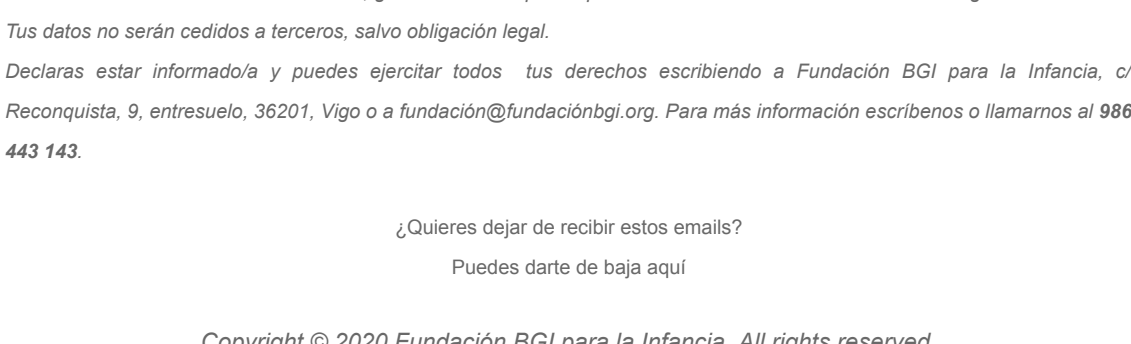 Tus datos no serán cedidos a terceros, salvo obligación legal.
Declaras estar informado/a y puedes ejercitar todos tus derechos escribiendo a Fundación BGI para la Infancia, c/
Reconquista, 9, entresuelo, 36201, Vigo o a fundación@fundaciónbgi.org. Para más información escríbenos o llamarnos al 986
443 143.
¿Quieres dejar de recibir estos emails?
Puedes darte de baja aquí
Copyright © 2020 Fundación BGI para la Infancia, All rights reserved.